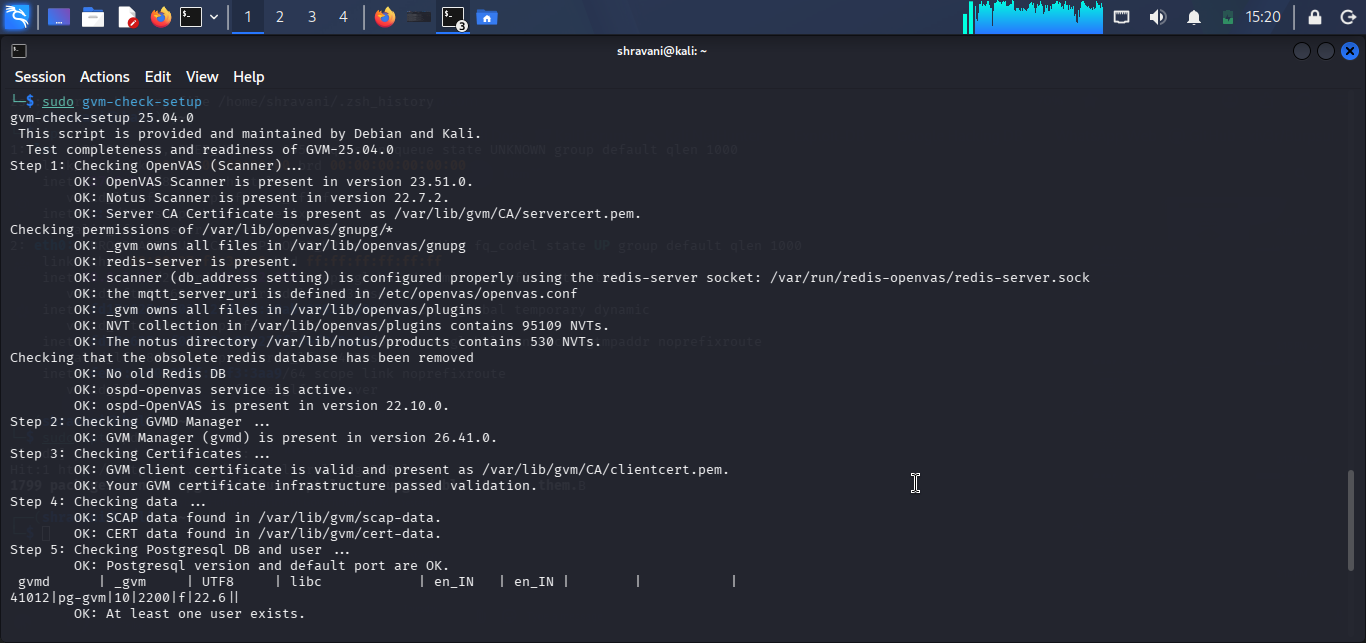 1 2 3 4
3
15:20
shravani@kali: ~
Session Actions Edit View Help
└─$ sudo gvm-check-setup
gvm-check-setup 25.04.0
This script is provided and maintained by Debian and Kali.
Test completeness and readiness of GVM-25.04.0
Step 1: Checking OpenVAS (Scanner)...
OK: OpenVAS Scanner is present in version 23.51.0.
OK: Notus Scanner is present in version 22.7.2.
OK: Server CA Certificate is present as /var/lib/gvm/CA/servercert.pem.
Checking permissions of /var/lib/openvas/gnupg/*
OK: _gvm owns all files in /var/lib/openvas/gnupg
OK: redis-server is present.
OK: scanner (db_address setting) is configured properly using the redis-server socket: /var/run/redis-openvas/redis-server.sock
OK: the mqtt_server_uri is defined in /etc/openvas/openvas.conf
OK: _gvm owns all files in /var/lib/openvas/plugins
OK: NVT collection in /var/lib/openvas/plugins contains 95109 NVTs.
OK: The notus directory /var/lib/notus/products contains 530 NVTs.
Checking that the obsolete redis database has been removed
OK: No old Redis DB
OK: ospd-openvas service is active.
OK: ospd-OpenVAS is present in version 22.10.0.
Step 2: Checking GVMD Manager ...
OK: GVM Manager (gvmd) is present in version 26.41.0.
Step 3: Checking Certificates ...
OK: GVM client certificate is valid and present as /var/lib/gvm/CA/clientcert.pem.
OK: Your GVM certificate infrastructure passed validation.
Step 4: Checking data ...
OK: SCAP data found in /var/lib/gvm/scap-data.
OK: CERT data found in /var/lib/gvm/cert-data.
Step 5: Checking Postgresql DB and user ...
OK: Postgresql version and default port are OK.
gvmd | _gvm | UTF8 | libc | en_IN | en_IN | | |
41012|pg-gvm|10|2200|f|22.6||
OK: At least one user exists.